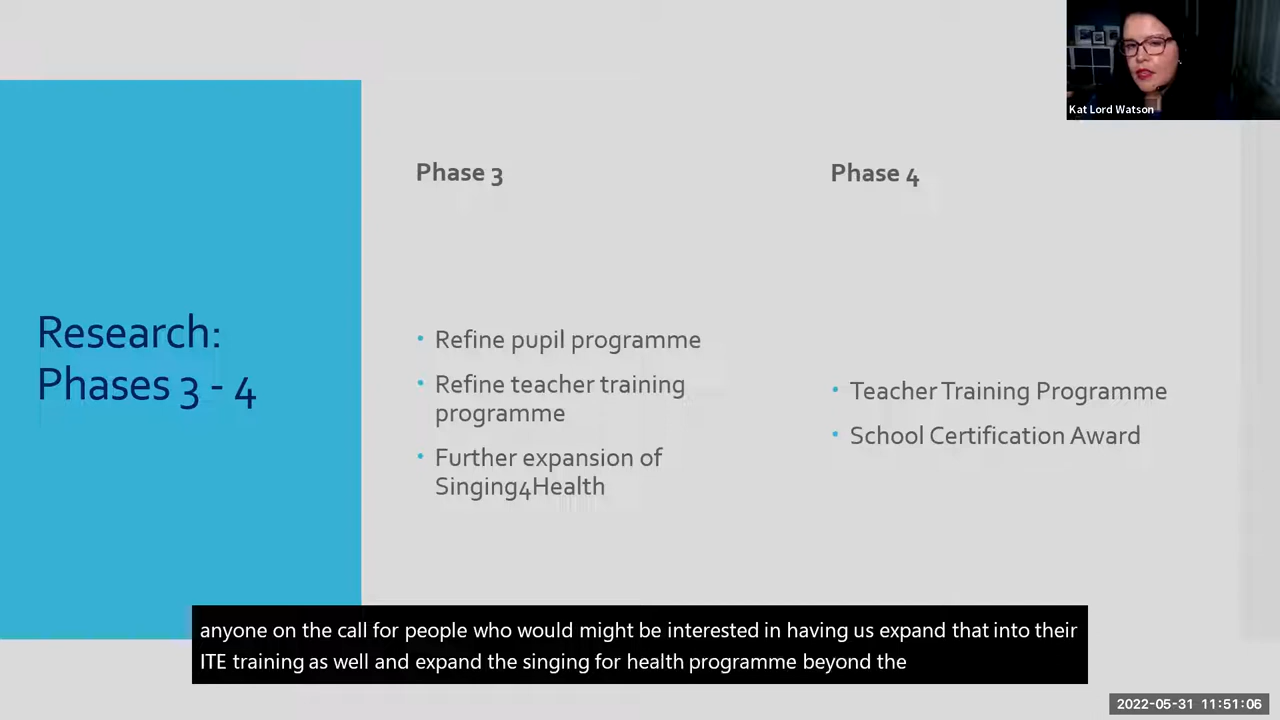 Kat Lord Watson
Research:
Phases 3 - 4
Phase 3
• Refine pupil programme
• Refine teacher training
programme
• Further expansion of
Singing4Health
Phase 4
• Teacher Training Programme
• School Certification Award
anyone on the call for people who would might be interested in having us expand that into their
ITE training as well and expand the singing for health programme beyond the
2022-05-31 11:51:06